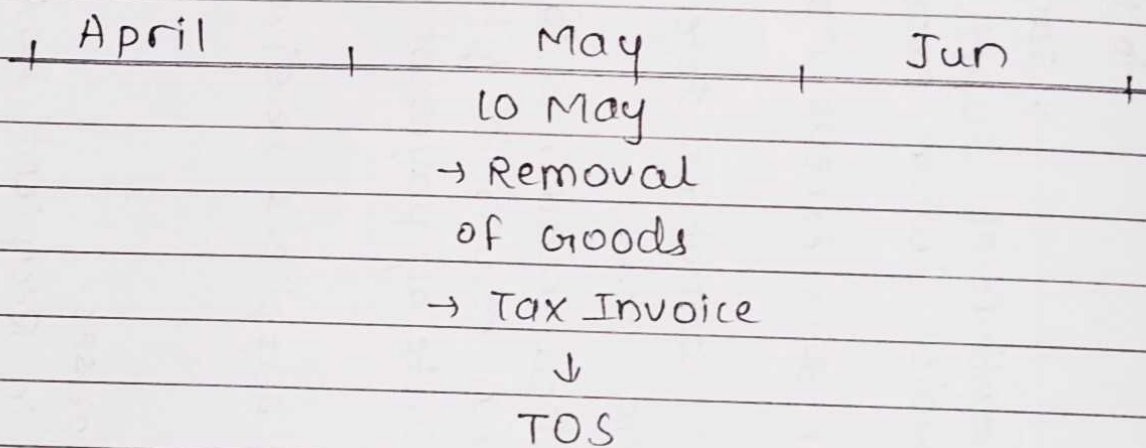 April May Jun
10 May
→ Removal
of Goods
→ Tax Invoice
↓
TOS